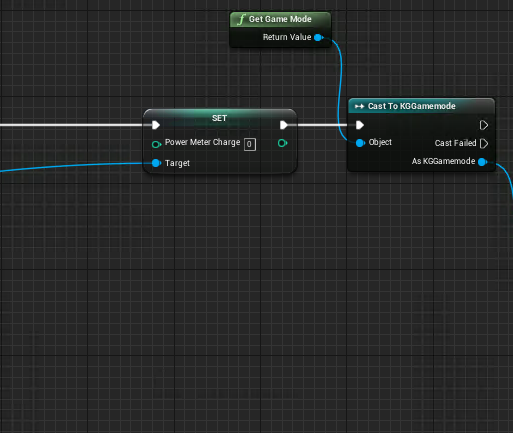 Get Game Mode
Return Value
SET
Power Meter Charge 0
Target
Cast To KGGamemode
Object
Cast Failed
As KGGamemode